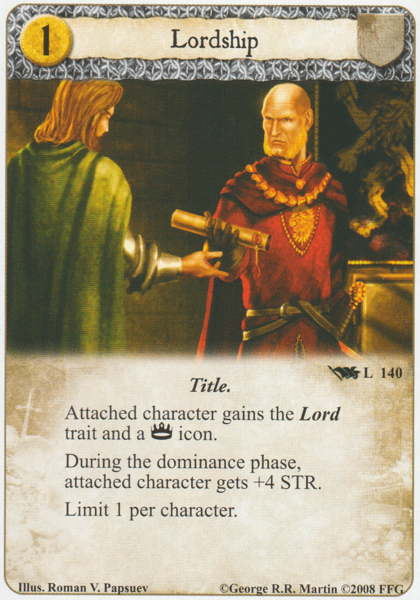 1
Lordship
L 140
Title.
Attached character gains the Lord
trait and a icon.
During the dominance phase,
attached character gets +4 STR.
Limit 1 per character.
Illus. Roman V. Papsuev ©George R.R. Martin ©2008 FFG